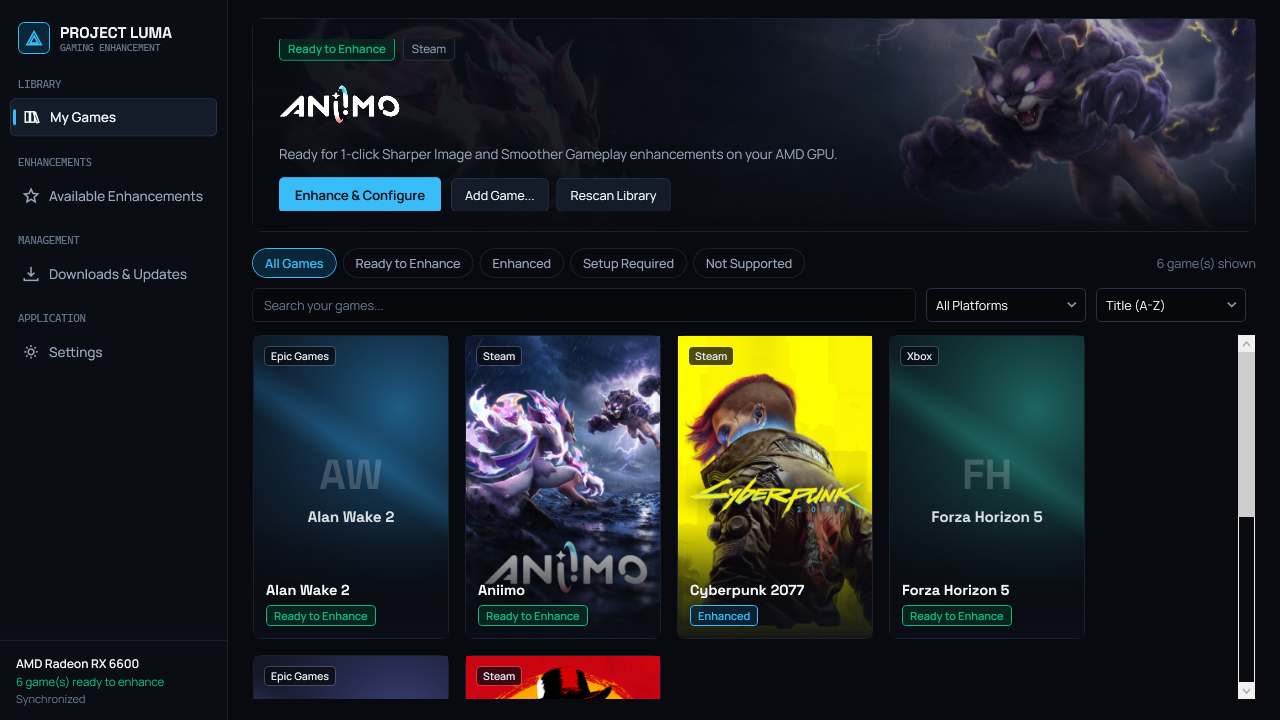 PROJECT LUMA
GAMING ENHANCEMENT
LIBRARY
My Games
ENHANCEMENTS
Available Enhancements
MANAGEMENT
Downloads & Updates
APPLICATION
Settings
AMD Radeon RX 6600
6 game(s) ready to enhance
Synchronized
Ready to Enhance Steam
ANIIMO
Ready for 1-click Sharper Image and Smoother Gameplay enhancements on your AMD GPU.
Enhance & Configure Add Game... Rescan Library
All Games Ready to Enhance Enhanced Setup Required Not Supported 6 game(s) shown
Search your games... All Platforms Title (A-Z)
Epic Games
AW
Alan Wake 2
Alan Wake 2
Ready to Enhance
Steam
ANIIMO
Aniimo
Ready to Enhance
Steam
Cyberpunk
2077
Cyberpunk 2077
Enhanced
Xbox
FH
Forza Horizon 5
Forza Horizon 5
Ready to Enhance
Epic Games
Steam